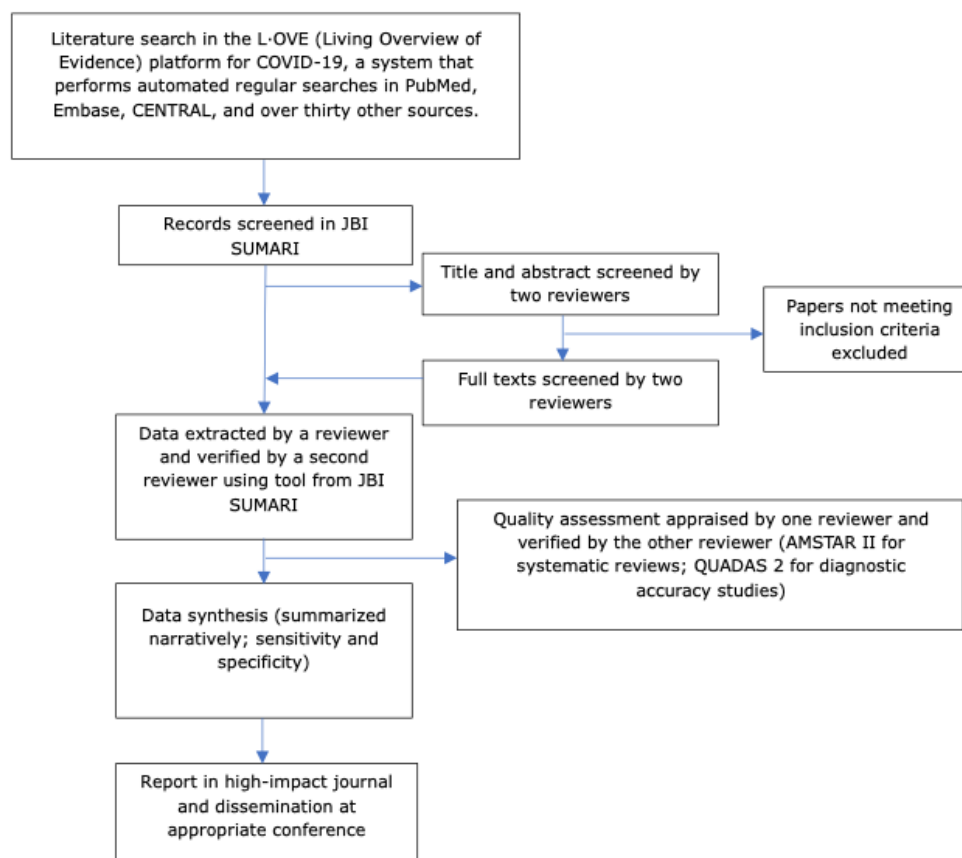 Literature search in the L·OVE (Living Overview of
Evidence) platform for COVID-19, a system that
performs automated regular searches in PubMed,
Embase, CENTRAL, and over thirty other sources.
Records screened in JBI
SUMARI
Title and abstract screened by
two reviewers
Papers not meeting
inclusion criteria
excluded
Full texts screened by two
reviewers
Data extracted by a reviewer
and verified by a second
reviewer using tool from JBI
SUMARI
Quality assessment appraised by one reviewer and
verified by the other reviewer (AMSTAR II for
systematic reviews; QUADAS 2 for diagnostic
accuracy studies)
Data synthesis (summarized
narratively; sensitivity and
specificity)
Report in high-impact journal
and dissemination at
appropriate conference